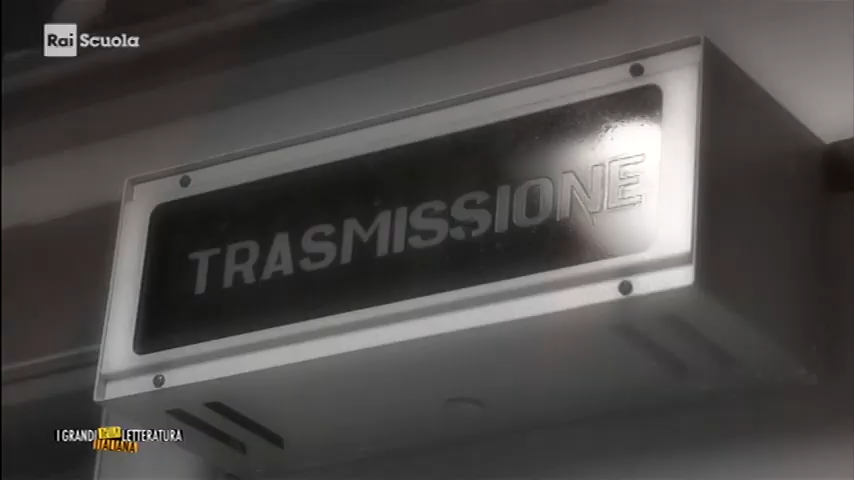 Rai Scuola
TRASMISSIONE
I GRANDI DELLA LETTERATURA
ITALIANA